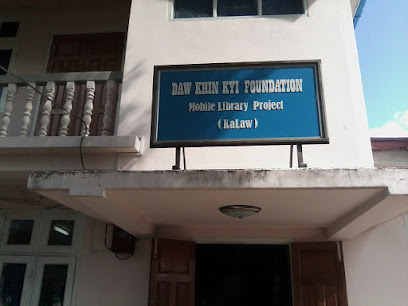 DAW KHIN KYI FOUNDATION
Mobile Library Project
(KaLaw)